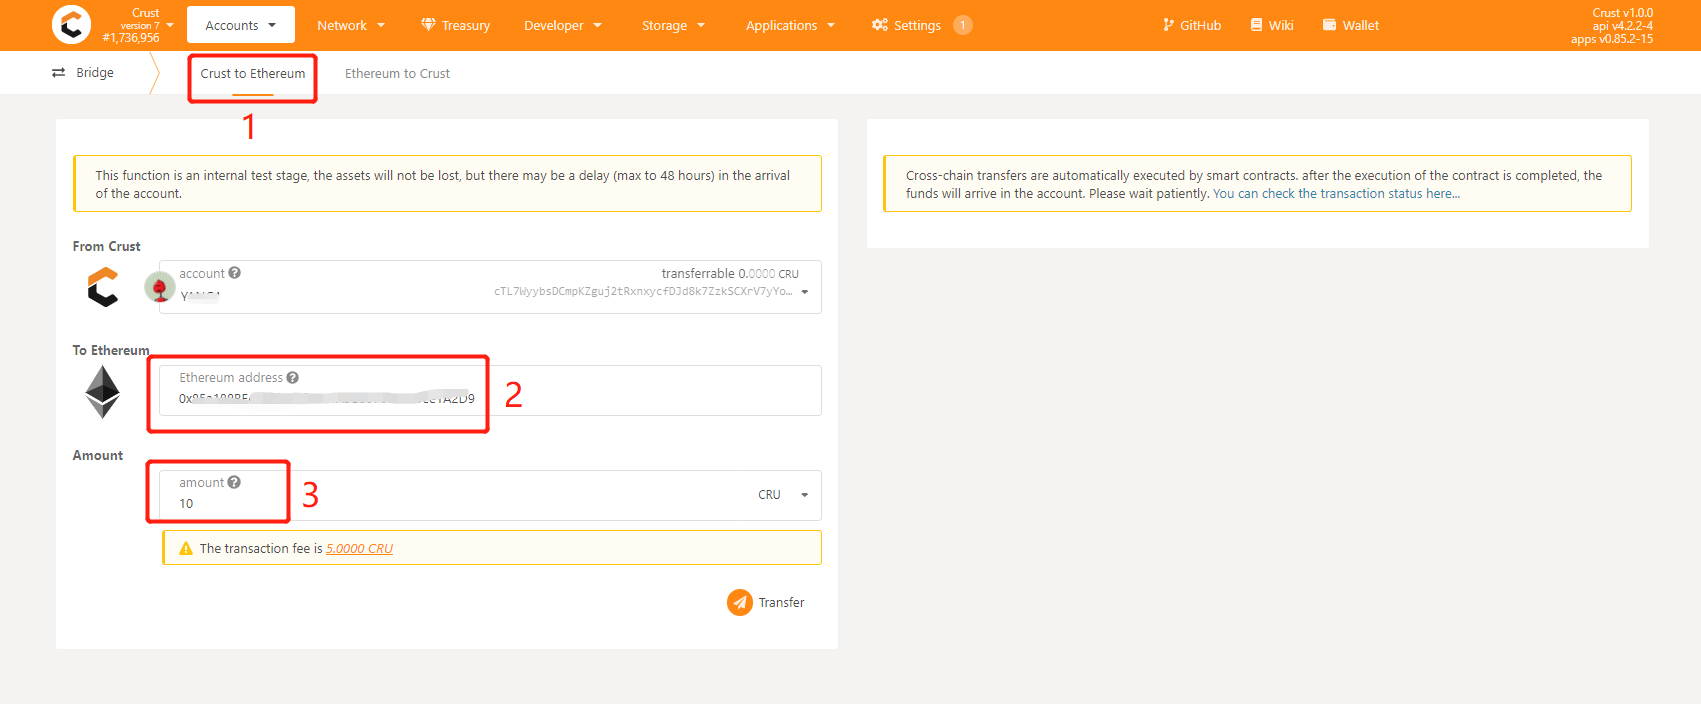 Crust
version 7
#1,736,956
Accounts
Network
Treasury
Developer
Storage
Applications
Settings
1
GitHub
Wiki
Wallet
Crust v1.0.0
api v4.2.2-4
apps v0.85.2-15
Bridge
Crust to Ethereum
Ethereum to Crust
1
This function is an internal test stage, the assets will not be lost, but there may be a delay (max to 48 hours) in the arrival
of the account.
Cross-chain transfers are automatically executed by smart contracts. after the execution of the contract is completed, the
funds will arrive in the account. Please wait patiently. You can check the transaction status here...
From Crust
account
transferrable 0.0000 CRU
cTL7WyybsDCmpKZguj2tRxnxycfDJd8k7ZzkSCXrV7yYo...
To Ethereum
Ethereum address
2
Amount
amount
10
CRU
3
The transaction fee is 5.0000 CRU
Transfer